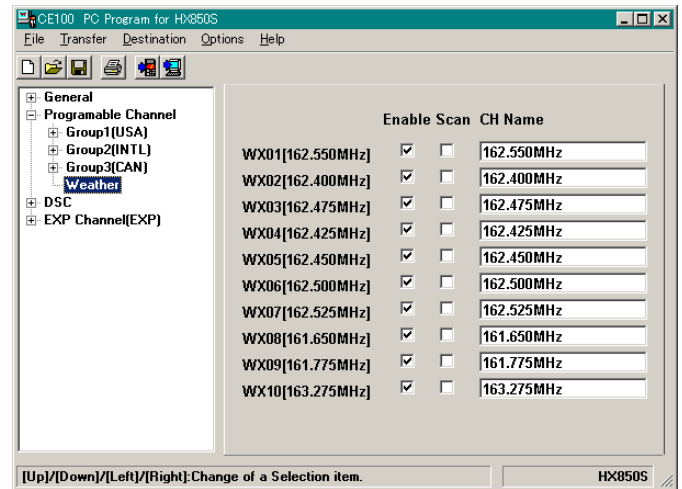 CE100 PC Program for HX850S
File Transfer Destination Options Help
General
Programable Channel
Group1(USA)
Group2(INTL)
Group3(CAN)
Weather
DSC
EXP Channel(EXP)
Enable Scan CH Name
WX01[162.550MHz] 162.550MHz
WX02[162.400MHz] 162.400MHz
WX03[162.475MHz] 162.475MHz
WX04[162.425MHz] 162.425MHz
WX05[162.450MHz] 162.450MHz
WX06[162.500MHz] 162.500MHz
WX07[162.525MHz] 162.525MHz
WX08[161.650MHz] 161.650MHz
WX09[161.775MHz] 161.775MHz
WX10[163.275MHz] 163.275MHz
[Up]/[Down]/[Left]/[Right]:Change of a Selection item. HX850S